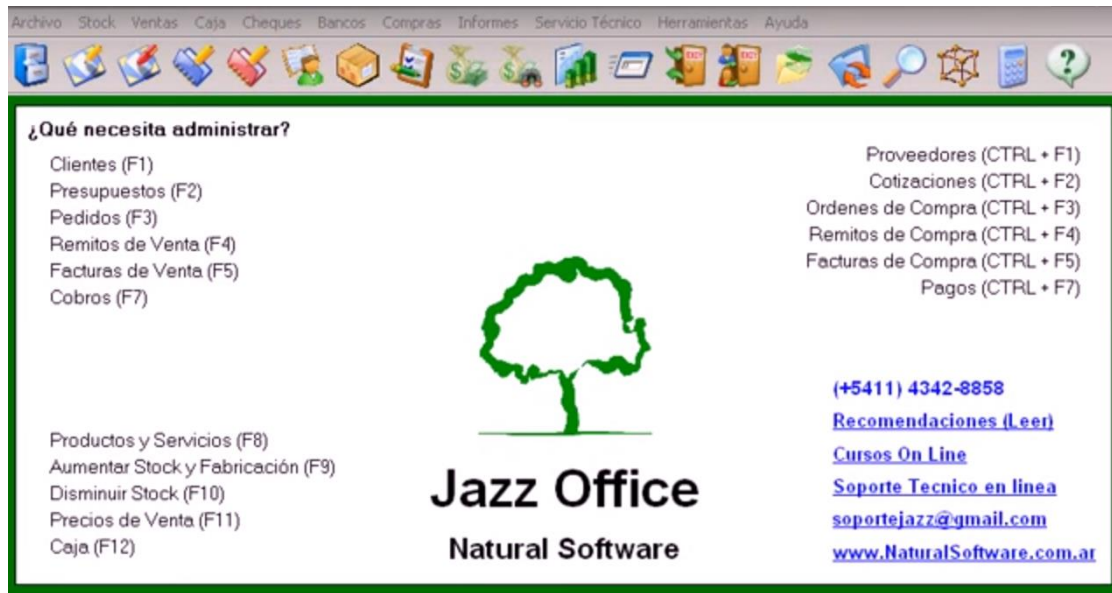 Archivo Stock Ventas Caja Cheques Bancos Compras Informes Servicio Técnico Herramientas Ayuda
¿Qué necesita administrar?
Clientes (F1)
Presupuestos (F2)
Pedidos (F3)
Remitos de Venta (F4)
Facturas de Venta (F5)
Cobros (F7)
Proveedores (CTRL + F1)
Cotizaciones (CTRL + F2)
Ordenes de Compra (CTRL + F3)
Remitos de Compra (CTRL + F4)
Facturas de Compra (CTRL + F5)
Pagos (CTRL + F7)
Productos y Servicios (F8)
Aumentar Stock y Fabricación (F9)
Disminuir Stock (F10)
Precios de Venta (F11)
Caja (F12)
Jazz Office
Natural Software
(+5411) 4342-8858
Recomendaciones (Leer)
Cursos On Line
Soporte Tecnico en linea
soportejazz@gmail.com
www.NaturalSoftware.com.ar